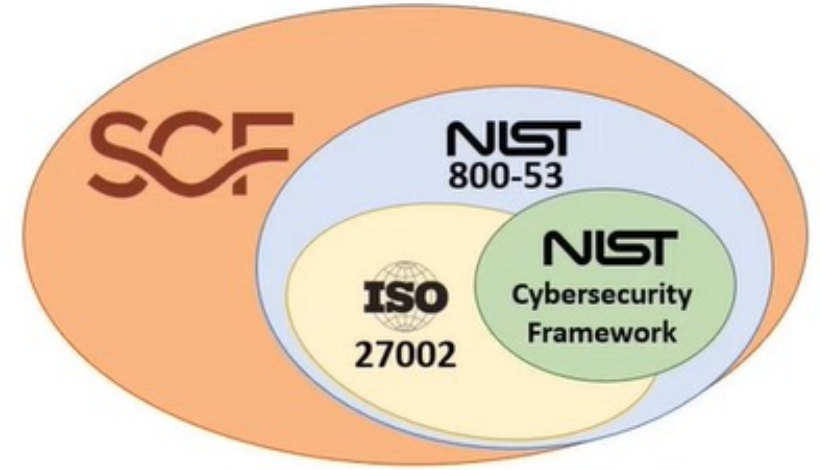 SCF
NIST
800-53
NIST
Cybersecurity
Framework
ISO
27002